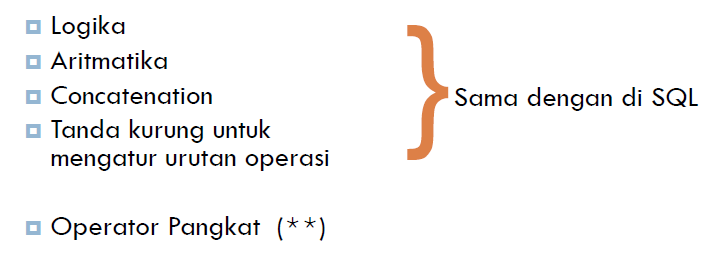 Logika
Aritmatika
Concatenation
Tanda kurung untuk
mengatur urutan operasi
Sama dengan di SQL
Operator Pangkat (**)